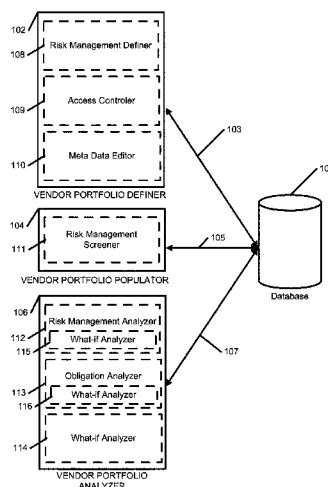 102
Risk Management Definer
108
Access Controler
109
103
Meta Data Editor
110
VENDOR PORTFOLIO DEFINER
10
104
Risk Management
Screener
111
105
VENDOR PORTFOLIO POPULATOR
Database
106
Risk Management Analyzer
112
What-if Analyzer
115
107
Obligation Analyzer
113
What-if Analyzer
116
What-if Analyzer
114
VENDOR PORTFOLIO
ANALYZER